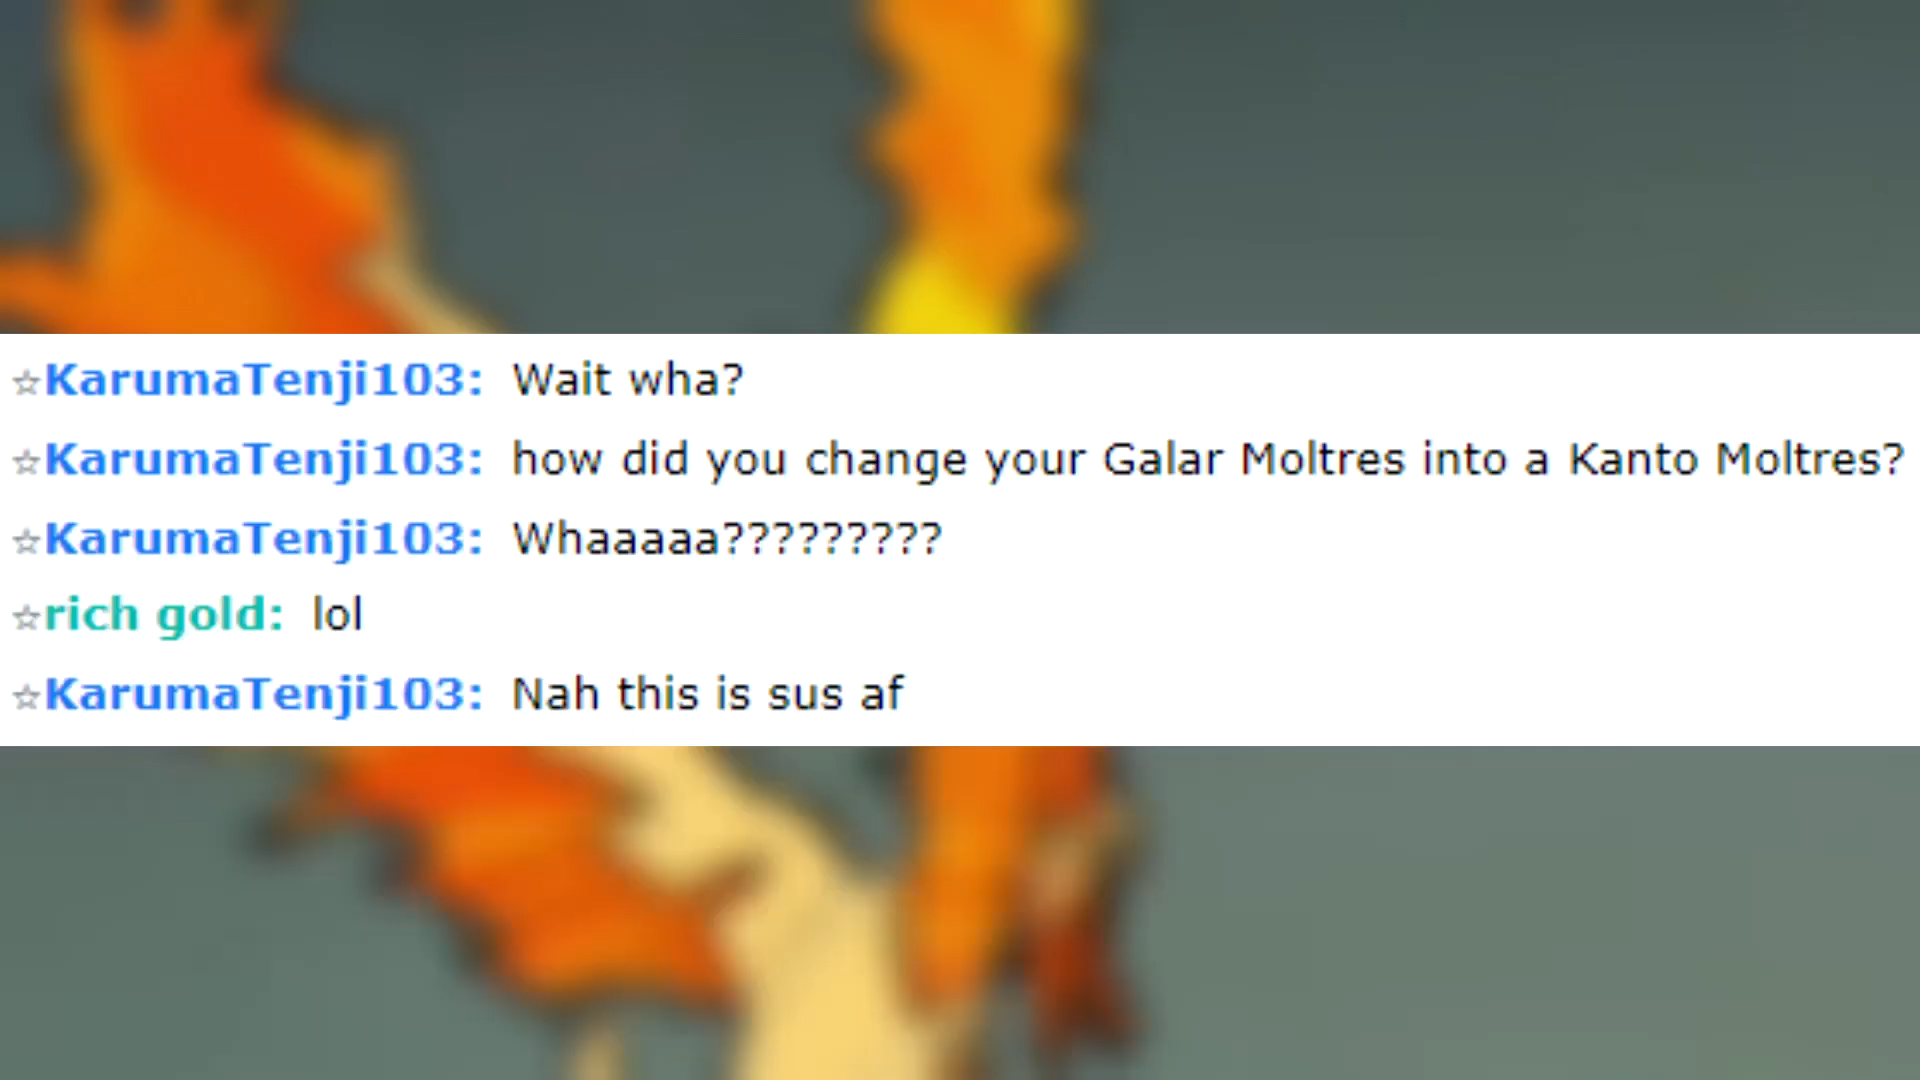 ☆KarumaTenji103: Wait wha?
☆KarumaTenji103: how did you change your Galar Moltres into a Kanto Moltres?
☆KarumaTenji103: Whaaaaa?????????
☆rich gold: lol
☆KarumaTenji103: Nah this is sus af